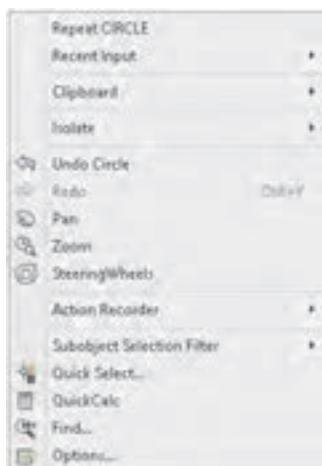 Repeat CIRCLE
Recent Input
Clipboard
Isolate
Undo Circle
Redo Ctrl+Y
Pan
Zoom
SteeringWheels
Action Recorder
Subobject Selection Filter
Quick Select...
QuickCalc
Find...
Options...